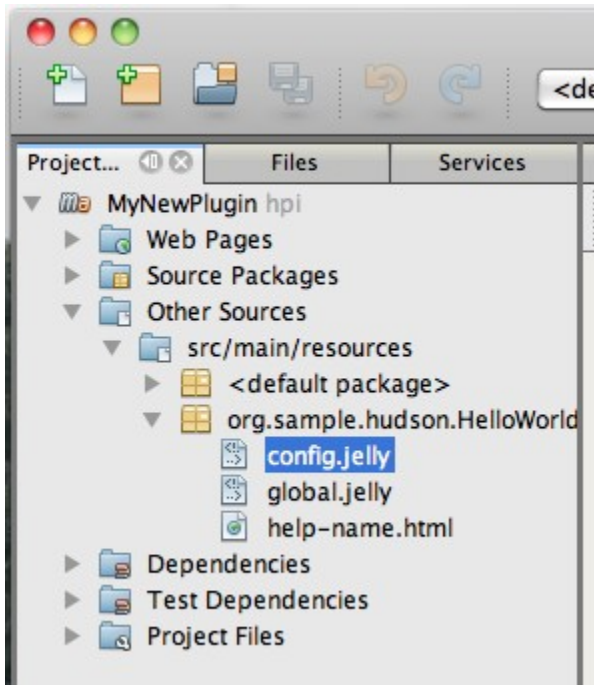 <de
Project...
Files
Services
MyNewPlugin hpi
Web Pages
Source Packages
Other Sources
src/main/resources
<default package>
org.sample.hudson.HelloWorld
config.jelly
global.jelly
help-name.html
Dependencies
Test Dependencies
Project Files